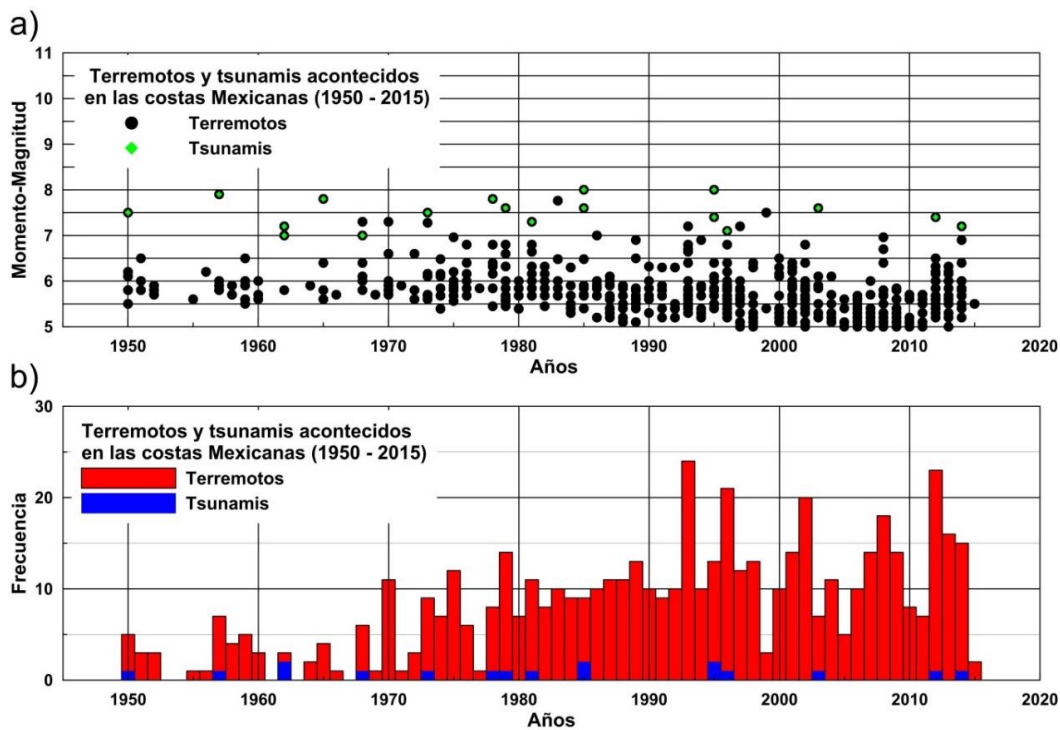 a)
11
10
9
8
7
6
5
Momento-Magnitud
Terremotos y tsunamis acontecidos
en las costas Mexicanas (1950 - 2015)
Terremotos
Tsunamis
1950 1960 1970 1980 1990 2000 2010 2020
Años
b)
30
20
10
0
Frecuencia
Terremotos y tsunamis acontecidos
en las costas Mexicanas (1950 - 2015)
Terremotos
Tsunamis
1950 1960 1970 1980 1990 2000 2010 2020
Años